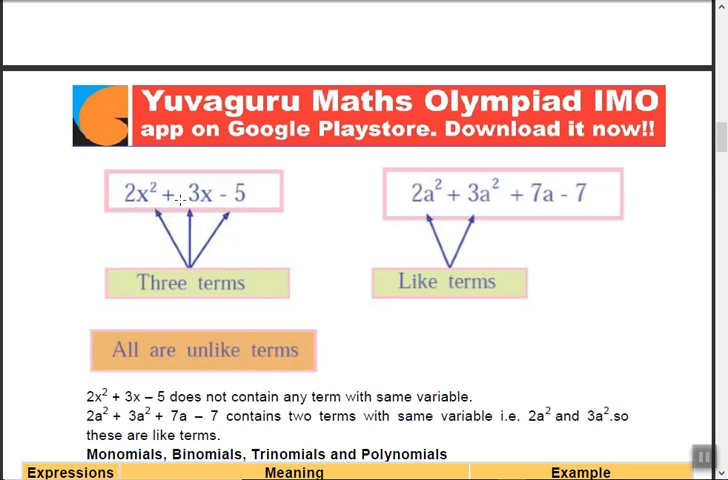 Yuvaguru Maths Olympiad IMO
app on Google Playstore. Download it now!!
2x² + 3x - 5
2a² + 3a² + 7a - 7
Three terms
Like terms
All are unlike terms
2x² + 3x – 5 does not contain any term with same variable.
2a² + 3a² + 7a – 7 contains two terms with same variable i.e. 2a² and 3a².so
these are like terms.
Monomials, Binomials, Trinomials and Polynomials
Expressions Meaning Example